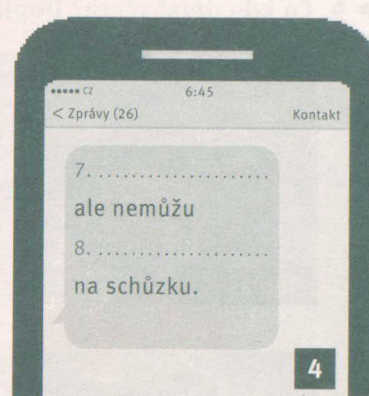 ●●●●● CZ 6:45
< Zprávy (26) Kontakt
7. ......................
ale nemůžu
8. ......................
na schůzku.
4